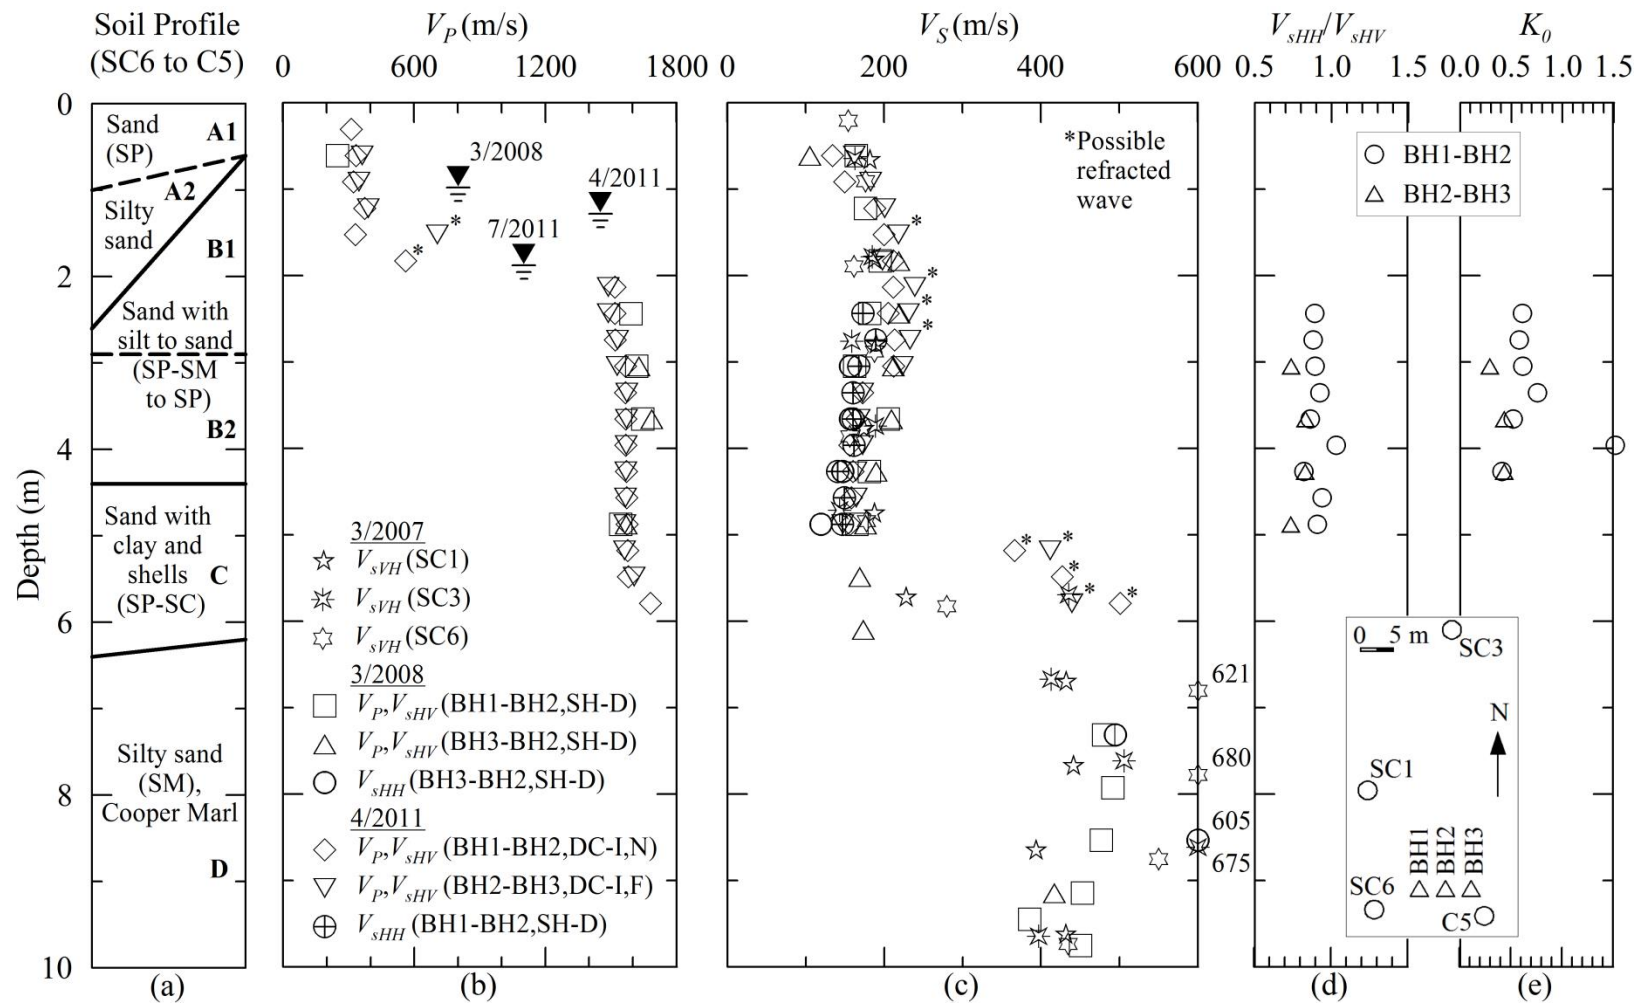 Soil Profile
(SC6 to C5)
V_P (m/s)
V_S (m/s)
V_sHH/V_sHV
K_0
0 600 1200 1800
0 200 400 600
0.5 1.0 1.5
0.0 0.5 1.0 1.5
Depth (m)
0
2
4
6
8
10
Sand
(SP)
A1
A2
Silty
sand
B1
Sand with
silt to sand
(SP-SM
to SP)
B2
Sand with
clay and
shells
(SP-SC)
C
Silty sand
(SM),
Cooper Marl
D
(a)
3/2008
4/2011
7/2011
*
*
3/2007
V_sVH (SC1)
V_sVH (SC3)
V_sVH (SC6)
3/2008
V_P,V_sHV (BH1-BH2,SH-D)
V_P,V_sHV (BH3-BH2,SH-D)
V_sHH (BH3-BH2,SH-D)
4/2011
V_P,V_sHV (BH1-BH2,DC-I,N)
V_P,V_sHV (BH2-BH3,DC-I,F)
V_sHH (BH1-BH2,SH-D)
(b)
*Possible
refracted
wave
*
*
*
*
*
*
*
*
*
621
680
605
675
(c)
BH1-BH2
BH2-BH3
0 5 m
SC3
N
SC1
BH1
BH2
BH3
SC6
C5
(d)
(e)